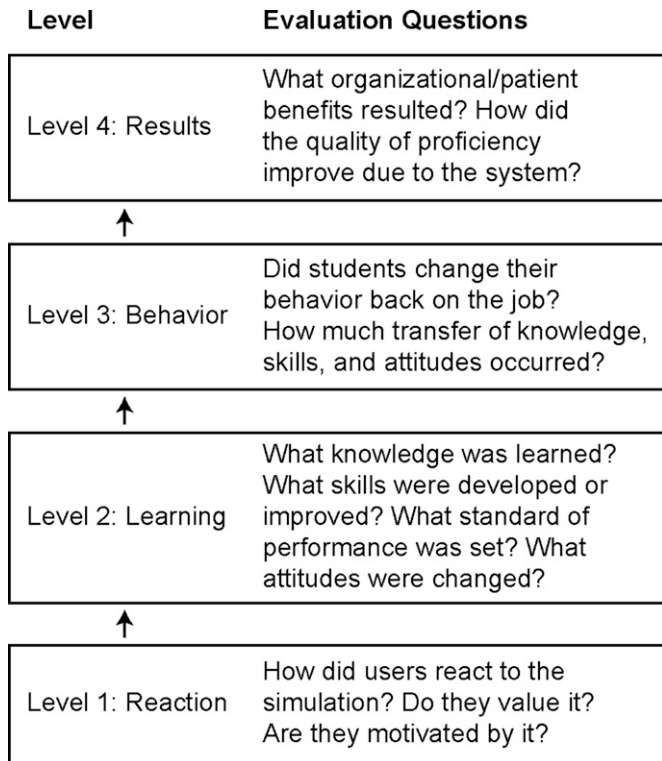 Level Evaluation Questions
What organizational/patient
benefits resulted? How did
Level 4: Results
the quality of proficiency
improve due to the system?
Did students change their
behavior back on the job?
Level 3: Behavior
How much transfer of knowledge,
skills, and attitudes occurred?
What knowledge was learned?
What skills were developed or
Level 2: Learning
improved? What standard of
performance was set? What
attitudes were changed?
How did users react to the
Level 1: Reaction
simulation? Do they value it?
Are they motivated by it?